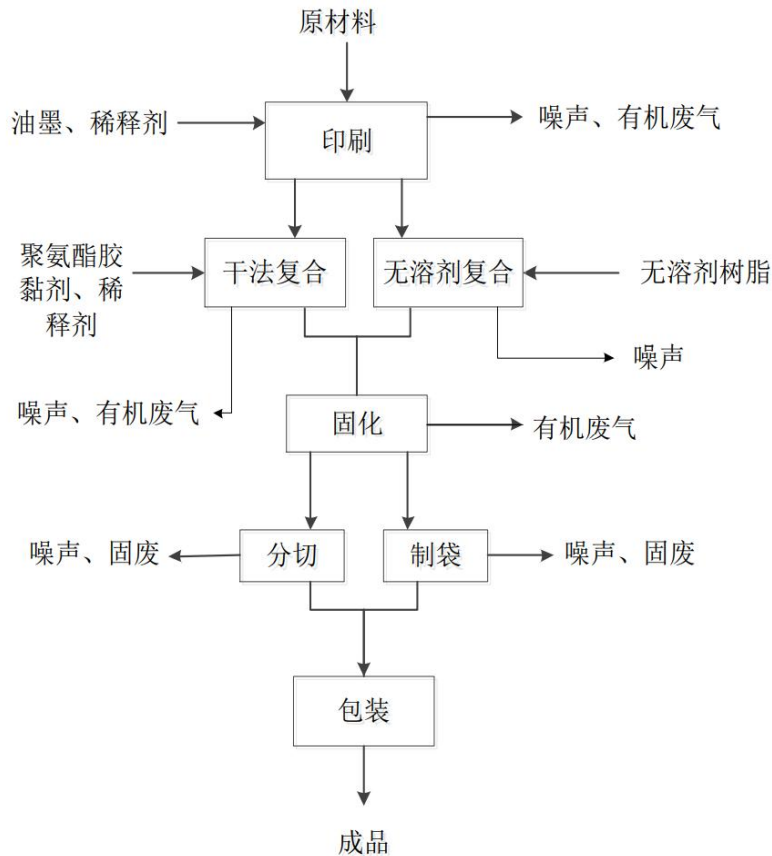 原材料
油墨、稀释剂
印刷
噪声、有机废气
聚氨酯胶
黏剂、稀
释剂
干法复合
无溶剂复合
无溶剂树脂
噪声
噪声、有机废气
固化
有机废气
噪声、固废
分切
制袋
噪声、固废
包装
成品